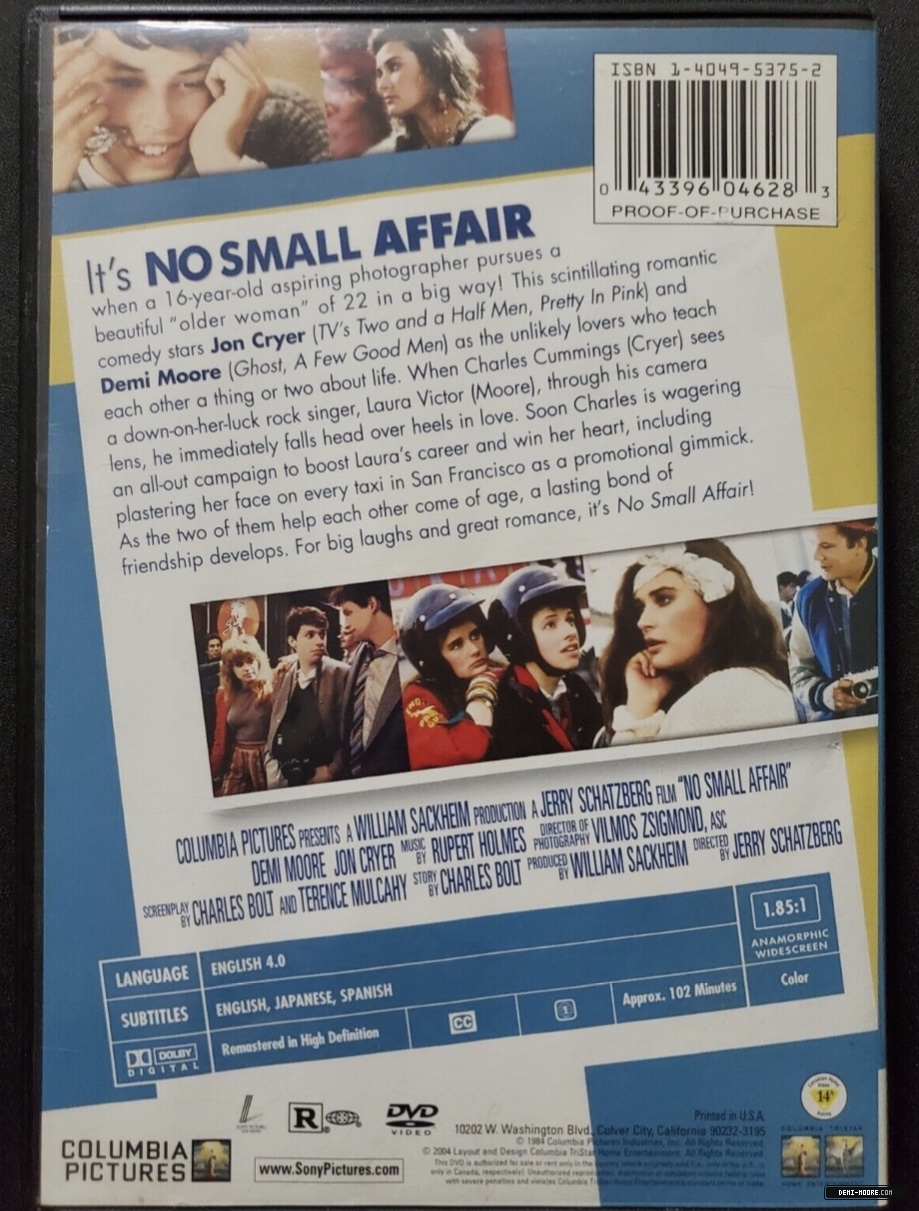 ISBN 1-4049-5375-2
0 43396 04628 3
PROOF-OF-PURCHASE
It's NO SMALL AFFAIR
when a 16-year-old aspiring photographer pursues a
beautiful "older woman" of 22 in a big way! This scintillating romantic
comedy stars Jon Cryer (TV's Two and a Half Men, Pretty In Pink) and
Demi Moore (Ghost, A Few Good Men) as the unlikely lovers who teach
each other a thing or two about life. When Charles Cummings (Cryer) sees
a down-on-her-luck rock singer, Laura Victor (Moore), through his camera
lens, he immediately falls head over heels in love. Soon Charles is wagering
an all-out campaign to boost Laura's career and win her heart, including
plastering her face on every taxi in San Francisco as a promotional gimmick.
As the two of them help each other come of age, a lasting bond of
friendship develops. For big laughs and great romance, it's No Small Affair!
COLUMBIA PICTURES PRESENTS A WILLIAM SACKHEIM PRODUCTION A JERRY SCHATZBERG FILM "NO SMALL AFFAIR"
DEMI MOORE JON CRYER MUSIC BY RUPERT HOLMES DIRECTOR OF PHOTOGRAPHY VILMOS ZSIGMOND, ASC
SCREENPLAY BY CHARLES BOLT AND TERENCE MULCAHY STORY BY CHARLES BOLT PRODUCED BY WILLIAM SACKHEIM DIRECTED BY JERRY SCHATZBERG
LANGUAGE ENGLISH 4.0
1.85:1
ANAMORPHIC
WIDESCREEN
SUBTITLES ENGLISH, JAPANESE, SPANISH
DOLBY
DIGITAL
Remastered in High Definition
CC
1
Approx. 102 Minutes
Color
14A
R
DVD
VIDEO
Printed in U.S.A.
10202 W. Washington Blvd., Culver City, California 90232-3195
© 1984 Columbia Pictures Industries, Inc. All Rights Reserved.
© 2004 Layout and Design Columbia TriStar Home Entertainment. All Rights Reserved.
COLUMBIA
PICTURES
www.SonyPictures.com
COLUMBIA TRISTAR
HOME ENTERTAINMENT
DEMI-MOORE.COM